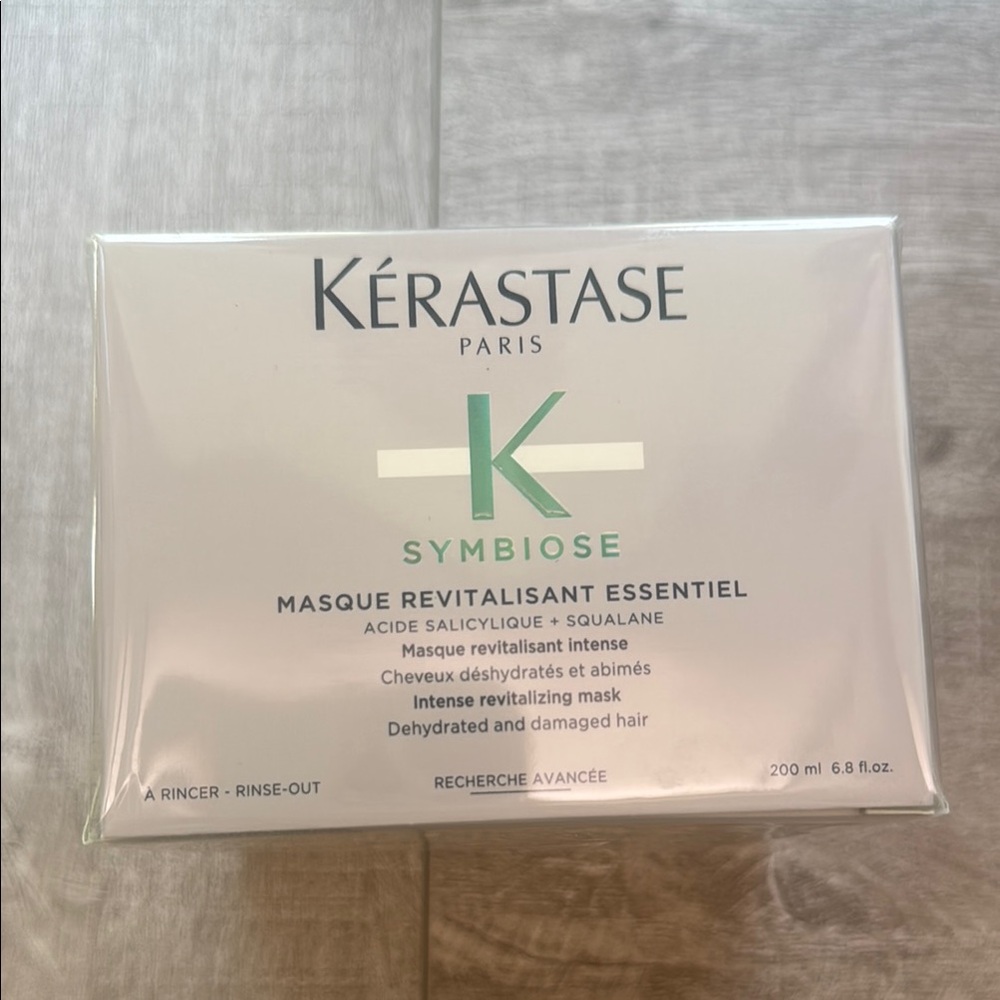 KÉRASTASE
PARIS
K
SYMBIOSE
MASQUE REVITALISANT ESSENTIEL
ACIDE SALICYLIQUE + SQUALANE
Masque revitalisant intense
Cheveux déshydratés et abimés
Intense revitalizing mask
Dehydrated and damaged hair
À RINCER - RINSE-OUT
RECHERCHE AVANCÉE
200 ml 6.8 fl.oz.